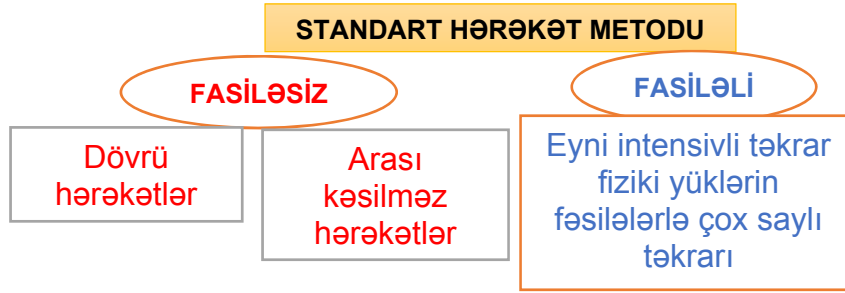 STANDART HƏRƏKƏT METODU
FASİLƏSİZ
FASİLƏLİ
Dövrü
hərəkətlər
Arası
kəsilməz
hərəkətlər
Eyni intensivli təkrar
fiziki yüklərin
fəsilələrlə çox saylı
təkrarı